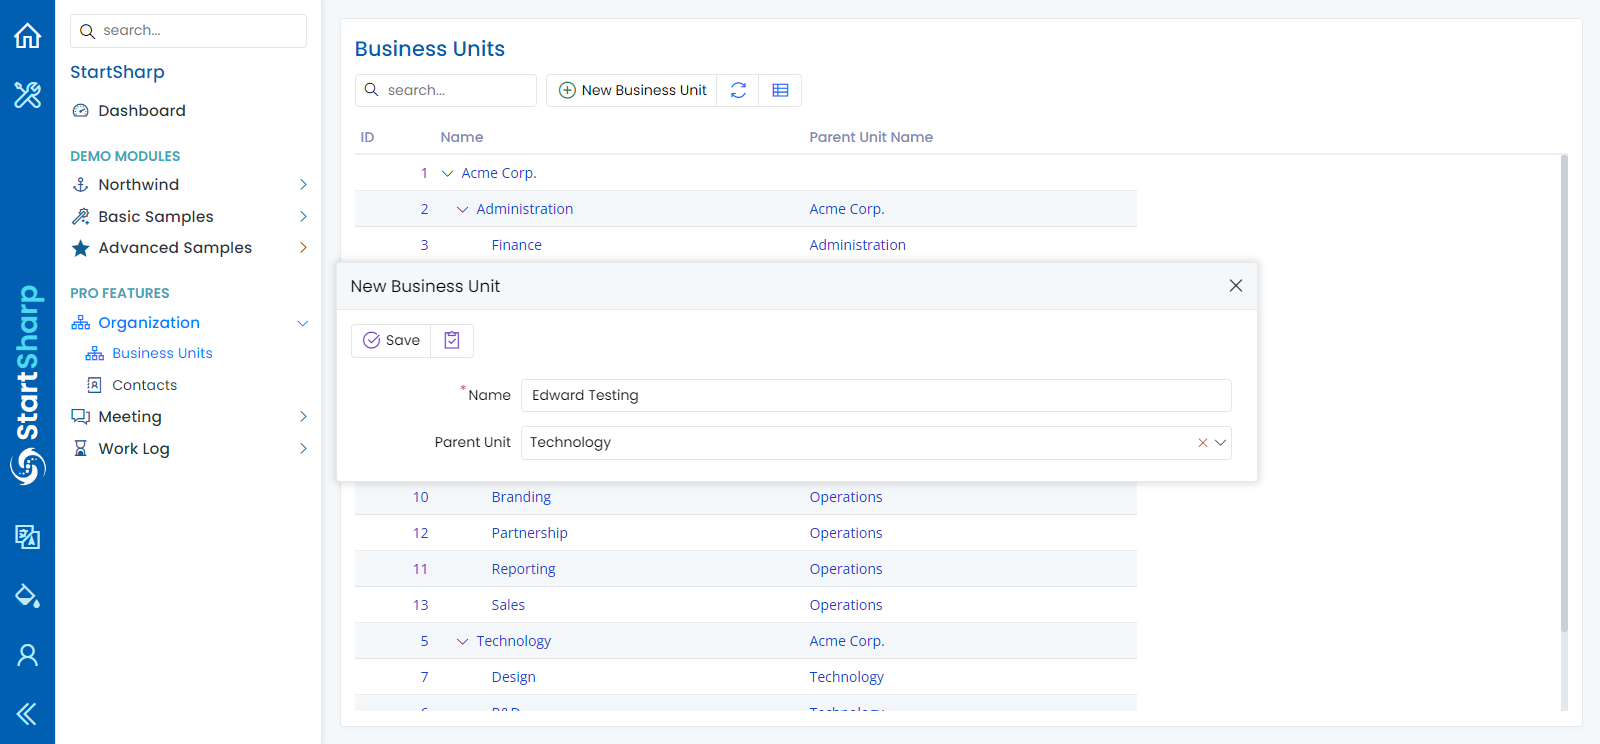 search...
StartSharp
Dashboard
DEMO MODULES
Northwind
Basic Samples
Advanced Samples
PRO FEATURES
Organization
Business Units
Contacts
Meeting
Work Log
StartSharp
Business Units
search...
New Business Unit
ID Name Parent Unit Name
1 Acme Corp.
2 Administration Acme Corp.
3 Finance Administration
New Business Unit
Save
*Name Edward Testing
Parent Unit Technology
10 Branding Operations
12 Partnership Operations
11 Reporting Operations
13 Sales Operations
5 Technology Acme Corp.
7 Design Technology
6 R&D Technology